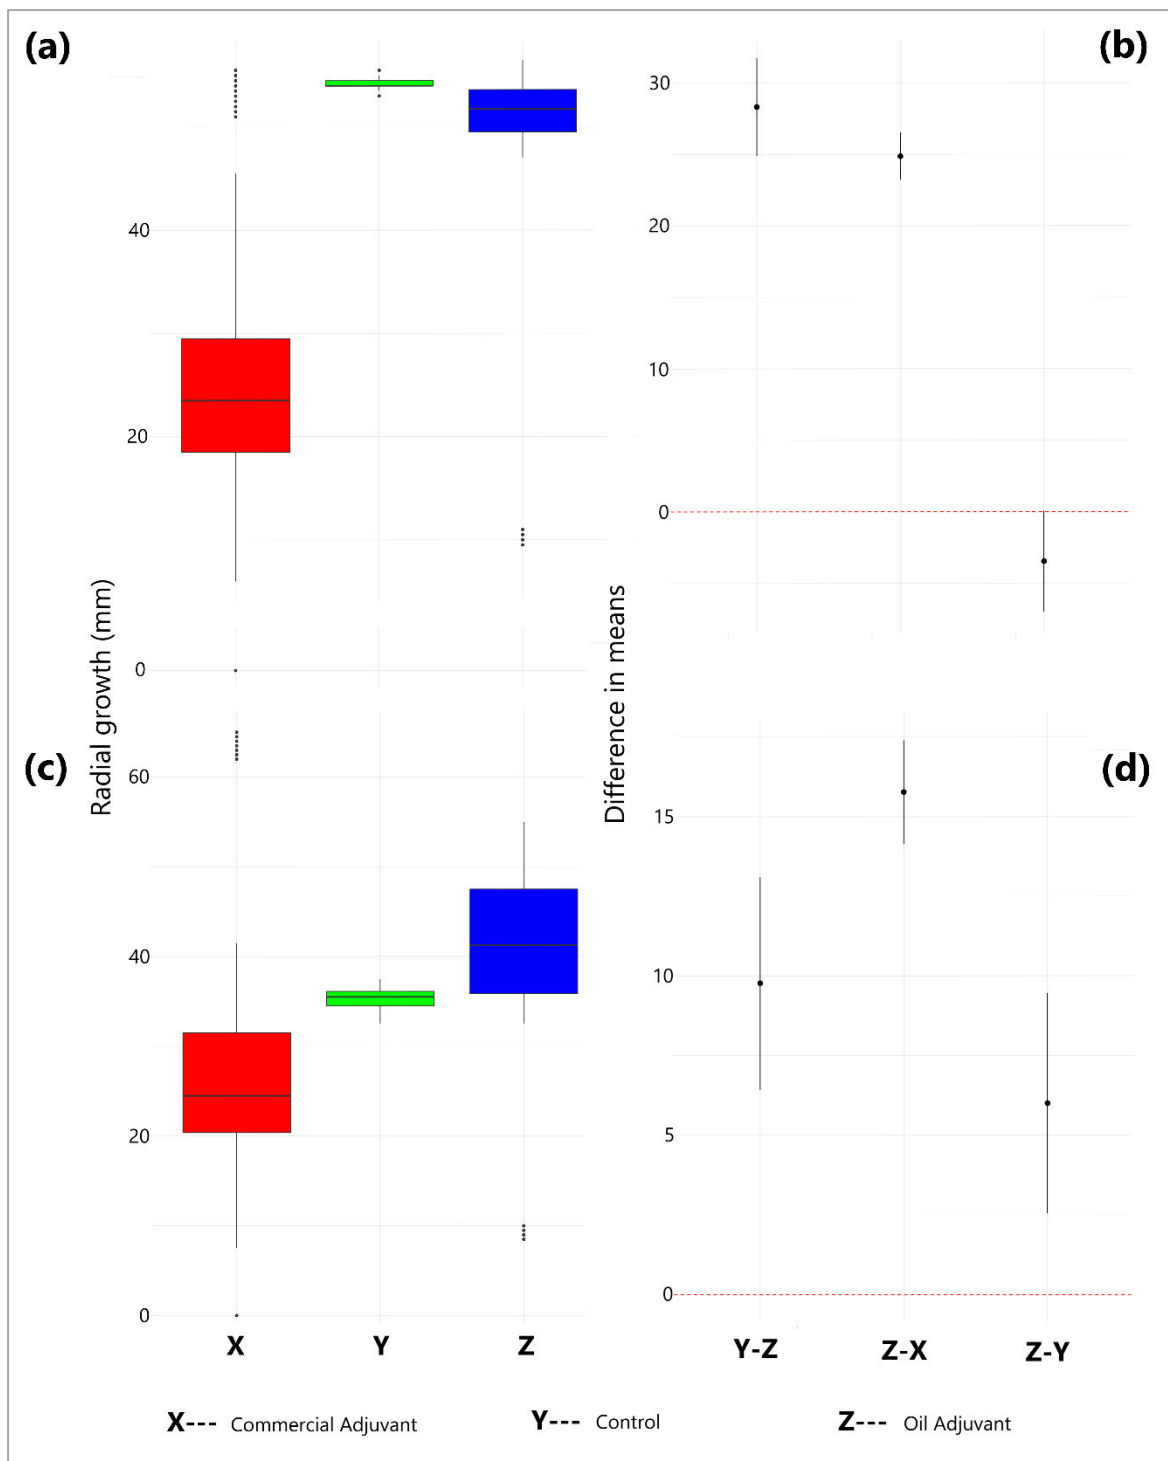 (a)
40
20
0
Radial growth (mm)
(b)
30
20
10
0
Difference in means
(c)
60
40
20
0
X Y Z
(d)
15
10
5
0
Y-Z Z-X Z-Y
X--- Commercial Adjuvant Y--- Control Z--- Oil Adjuvant